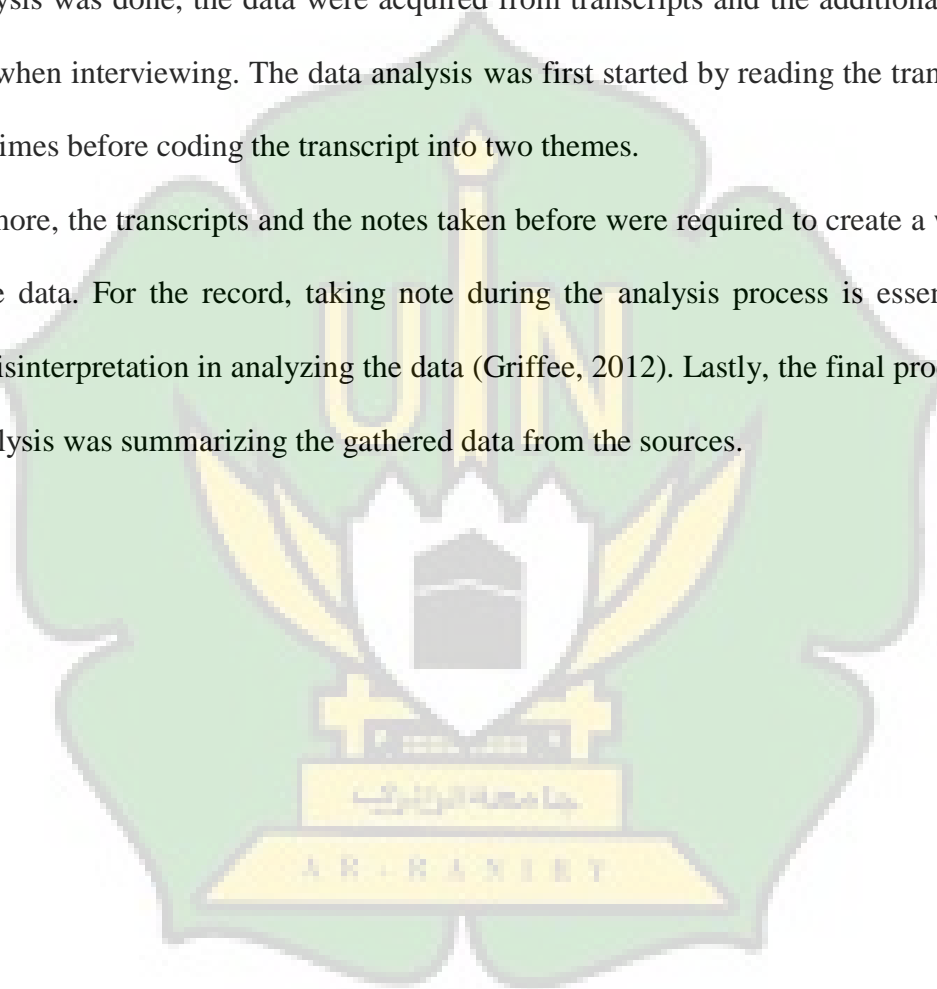 ysis was done, the data were acquired from transcripts and the additiona
when interviewing. The data analysis was first started by reading the tran
imes before coding the transcript into two themes.
nore, the transcripts and the notes taken before were required to create a v
e data. For the record, taking note during the analysis process is esser
isinterpretation in analyzing the data (Griffee, 2012). Lastly, the final pro
lysis was summarizing the gathered data from the sources.
UIN
جامعة الرانيري
AR-RANIRY